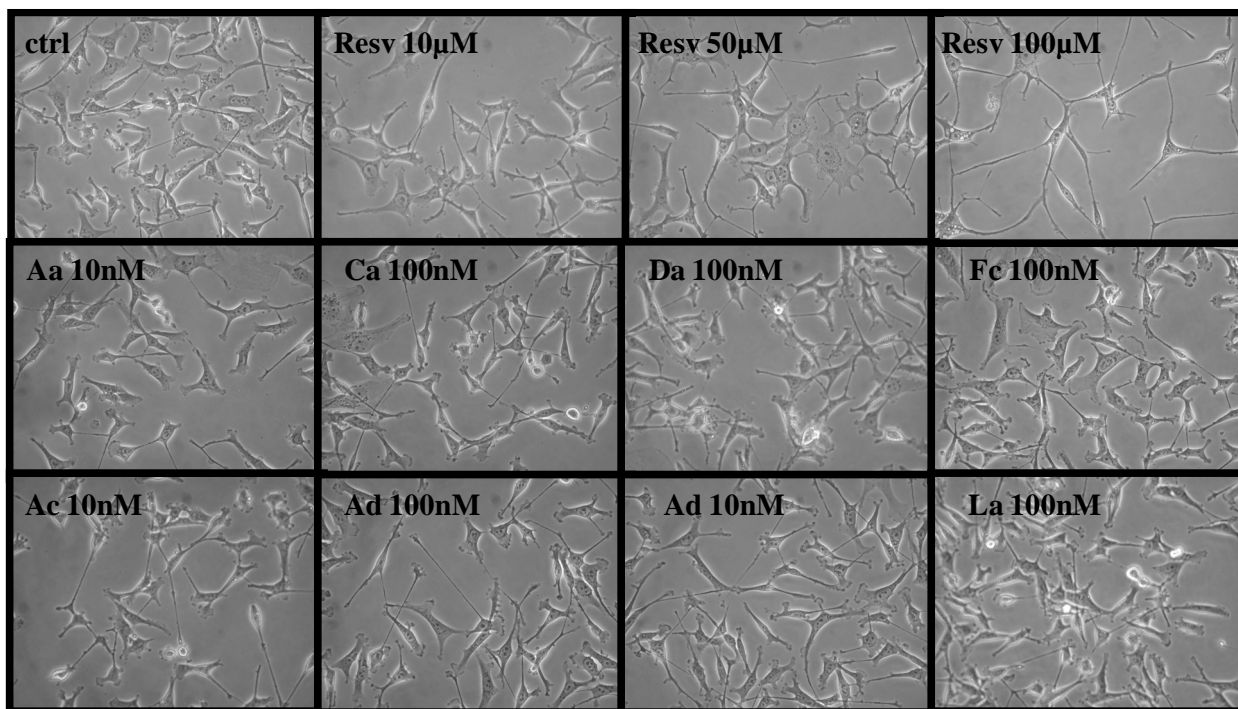 ctrl
Resv 10µM
Resv 50µM
Resv 100µM
Aa 10nM
Ca 100nM
Da 100nM
Fc 100nM
Ac 10nM
Ad 100nM
Ad 10nM
La 100nM